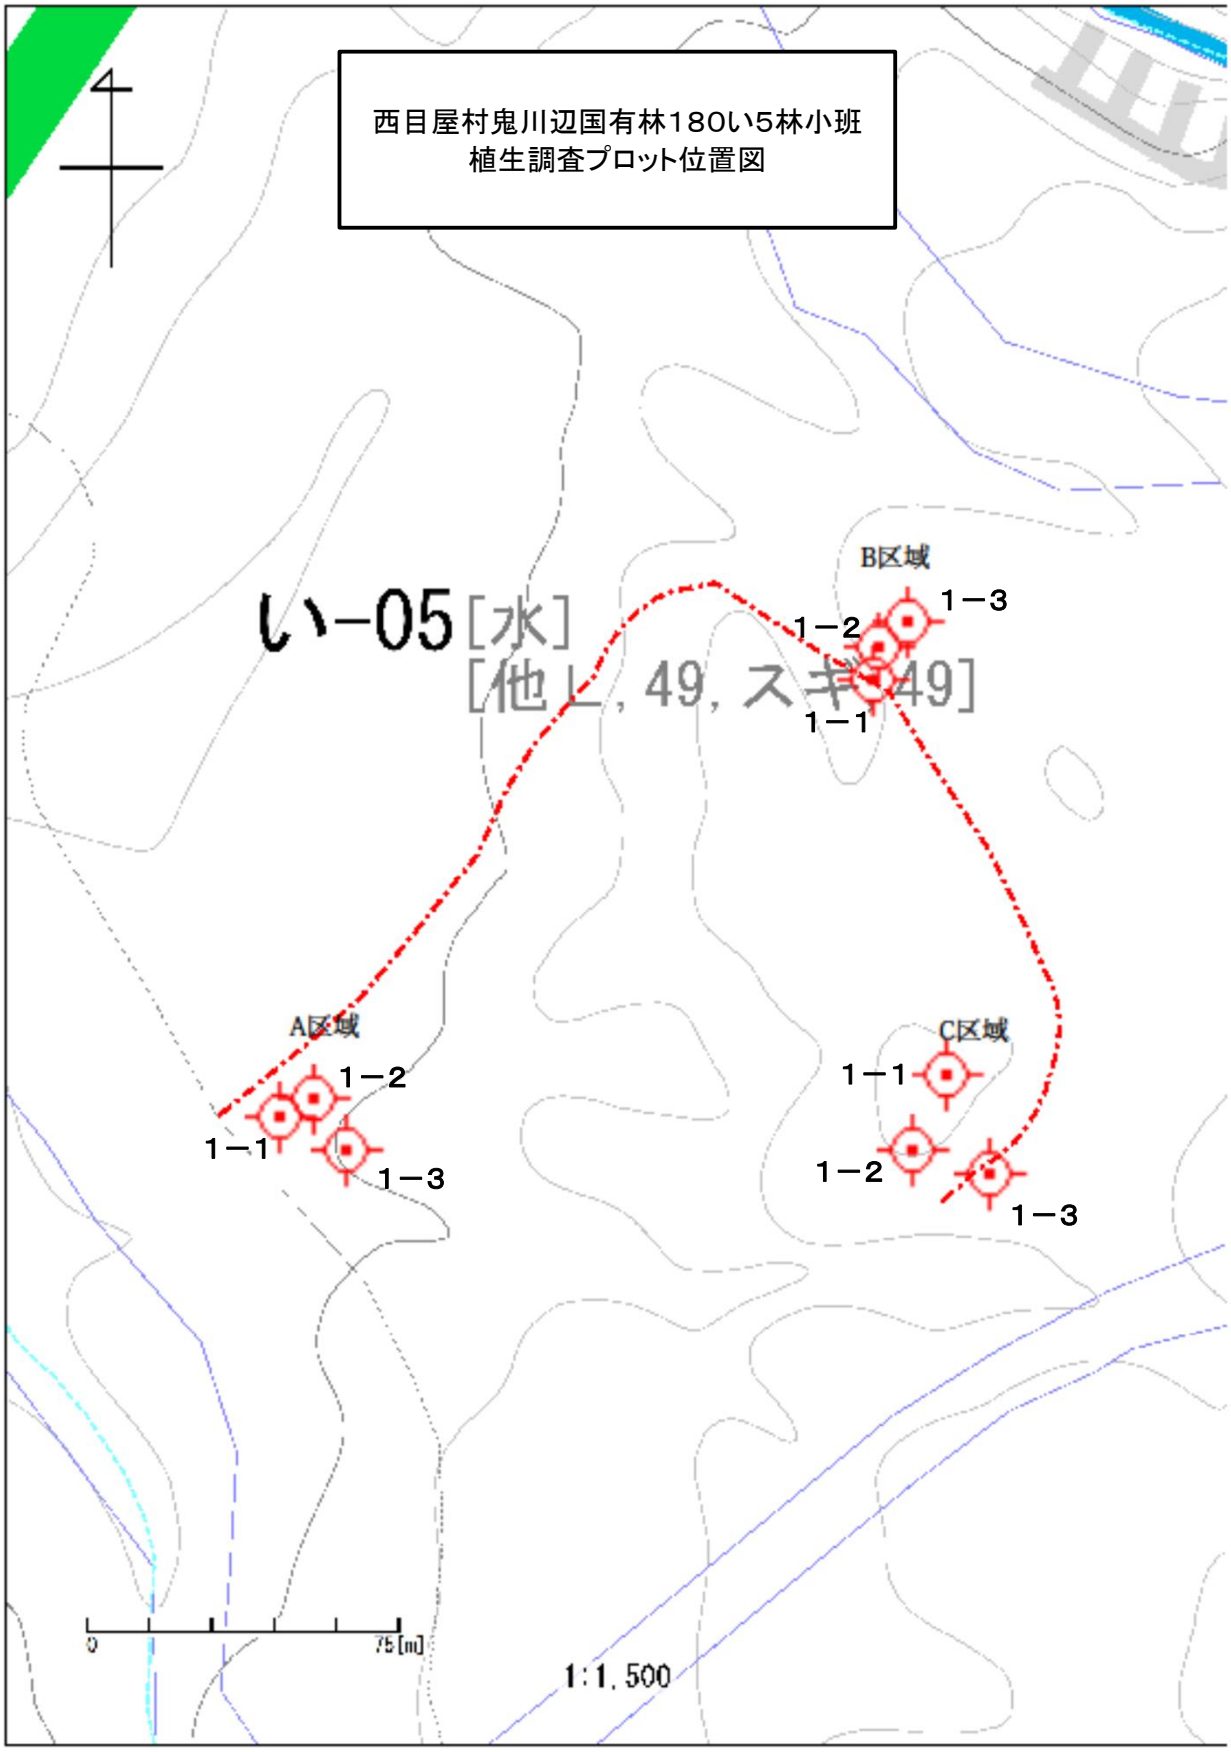 西目屋村鬼川辺国有林180い5林小班
植生調査プロット位置図
B区域
1-3
1-2
い-05[水]
[他L,49,スギ,49]
1-1
A区域
C区域
1-2
1-1
1-1
1-3
1-2
1-3
0 75[m]
1:1,500